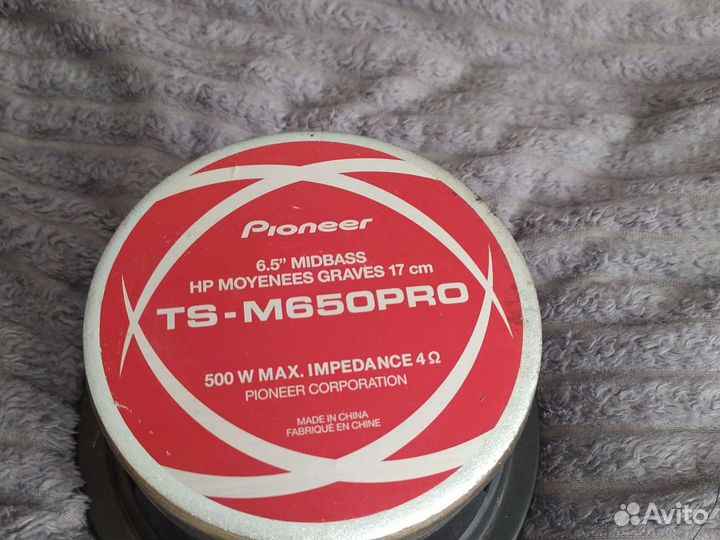 Pioneer
6.5” MIDBASS
HP MOYENEES GRAVES 17 cm
TS-M650PRO
500 W MAX. IMPEDANCE 4 Ω
PIONEER CORPORATION
MADE IN CHINA
FABRIQUÉ EN CHINE
Avito